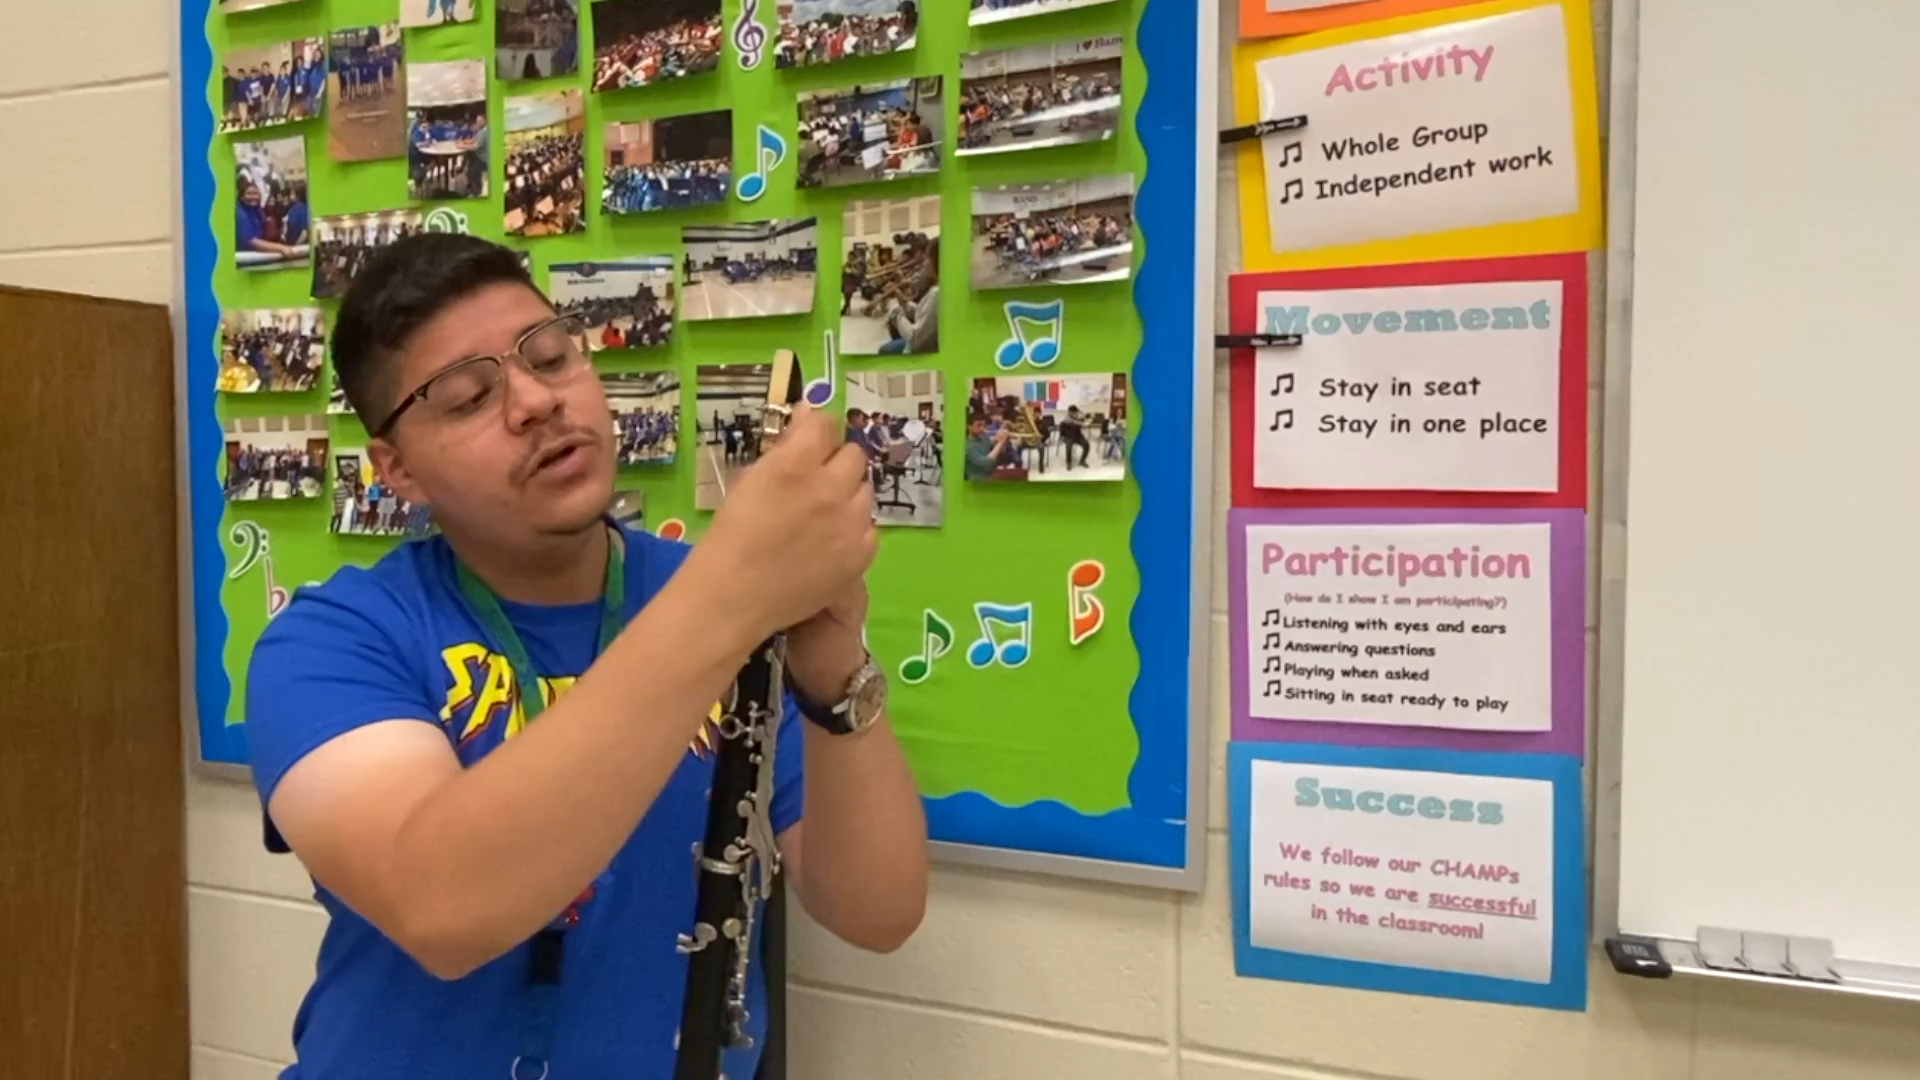 I ♥ Band
Activity
Whole Group
Independent work
Movement
Stay in seat
Stay in one place
Participation
(How do I show I am participating?)
Listening with eyes and ears
Answering questions
Playing when asked
Sitting in seat ready to play
Success
We follow our CHAMPs
rules so we are successful
in the classroom!
BAND